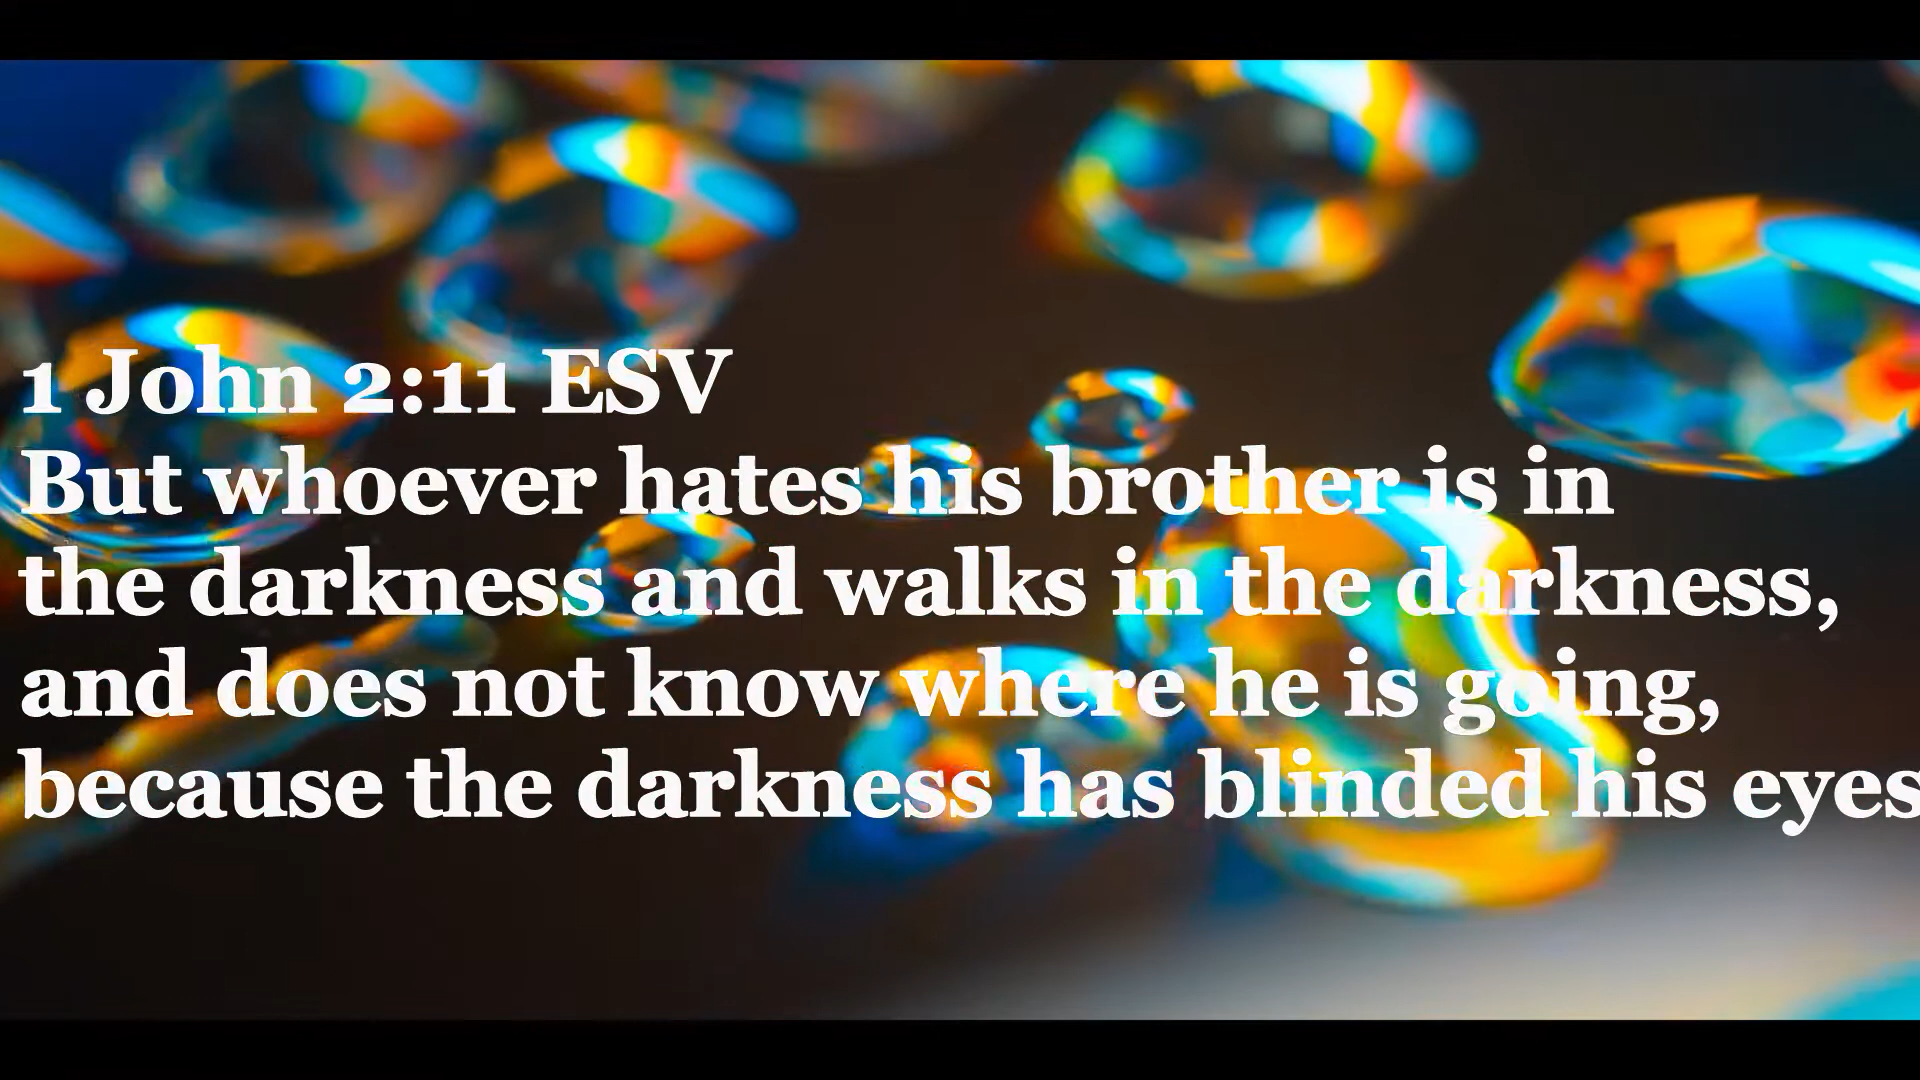 1 John 2:11 ESV
But whoever hates his brother is in
the darkness and walks in the darkness,
and does not know where he is going,
because the darkness has blinded his eyes